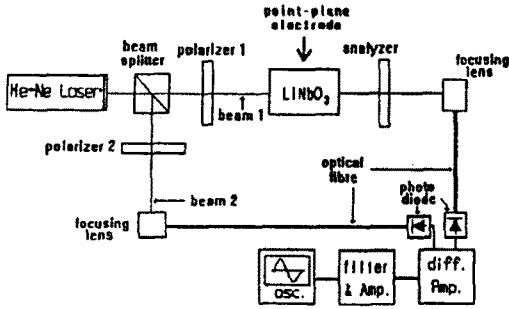 point-plane
electrode
beam
splitter
polarizer 1
analyzer
focusing
lens
He-Ne Laser
LiNbO3
beam 1
polarizer 2
optical
fibre
photo
diode
beam 2
focusing
lens
OSC.
filter
& Amp.
diff.
Amp.